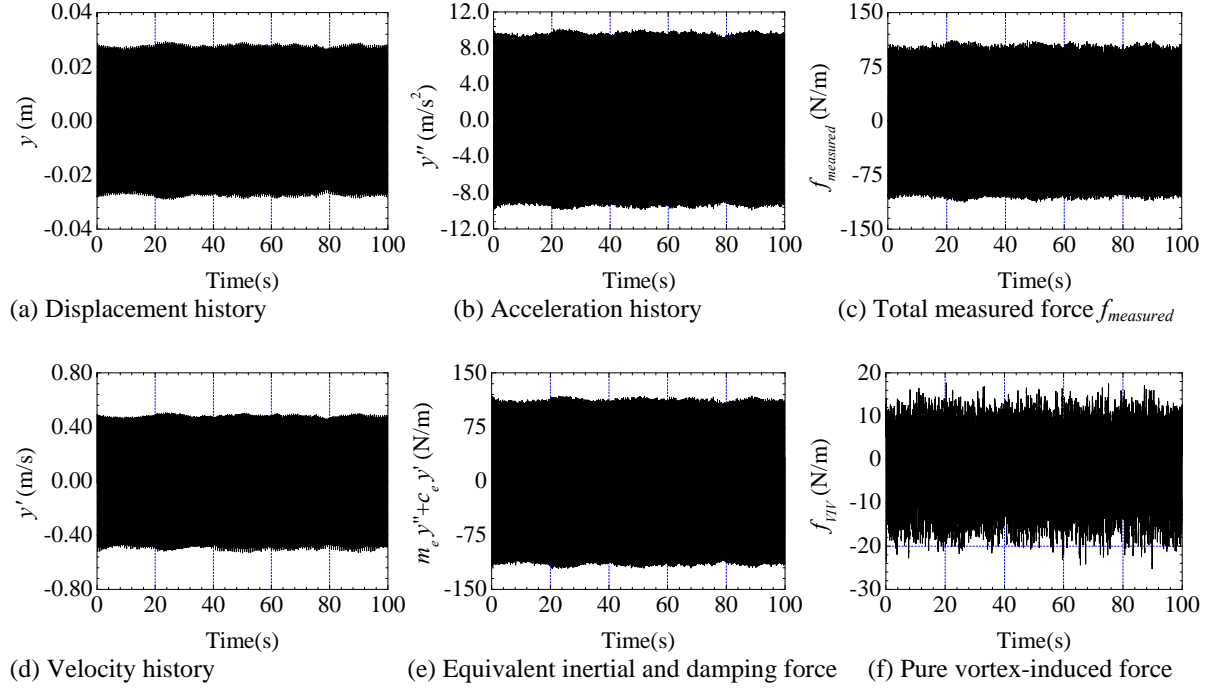 0.04
0.02
0.00
-0.02
-0.04
y (m)
0 20 40 60 80 100
Time(s)
(a) Displacement history
12.0
8.0
4.0
0.0
-4.0
-8.0
-12.0
y'' (m/s²)
0 20 40 60 80 100
Time(s)
(b) Acceleration history
150
75
0
-75
-150
f_measured (N/m)
0 20 40 60 80 100
Time(s)
(c) Total measured force f_measured
0.80
0.40
0.00
-0.40
-0.80
y' (m/s)
0 20 40 60 80 100
Time(s)
(d) Velocity history
150
75
0
-75
-150
m_e y''+c_e y' (N/m)
0 20 40 60 80 100
Time(s)
(e) Equivalent inertial and damping force
20
10
0
-10
-20
-30
f_VIV (N/m)
0 20 40 60 80 100
Time(s)
(f) Pure vortex-induced force